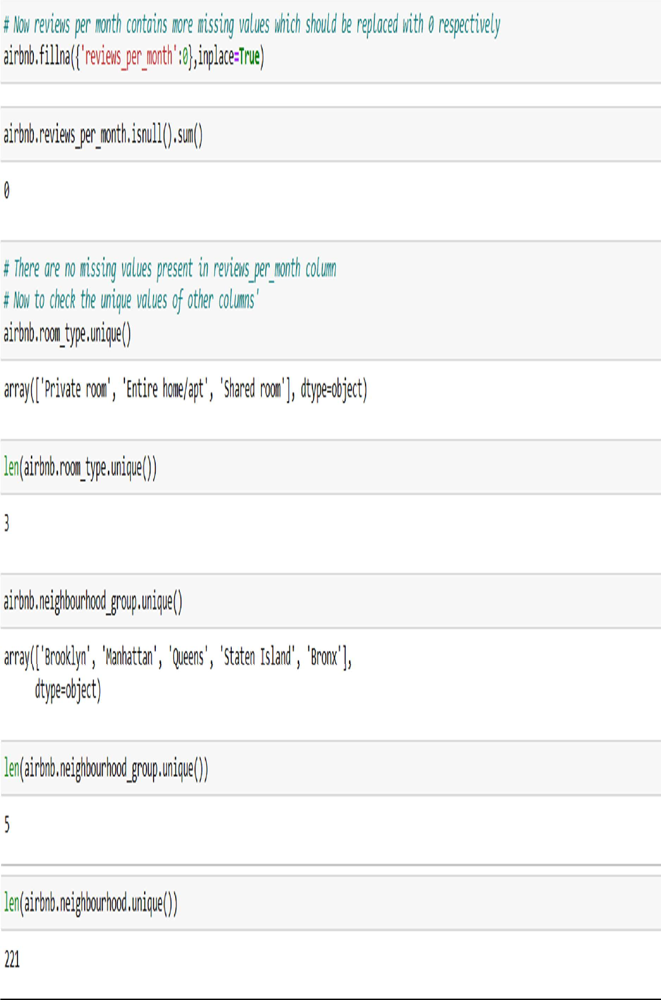 # Now reviews per month contains more missing values which should be replaced with 0 respectively
airbnb.fillna({'reviews_per_month':0},inplace=True)
airbnb.reviews_per_month.isnull().sum()
0
# There are no missing values present in reviews_per_month column
# Now to check the unique values of other columns'
airbnb.room_type.unique()
array(['Private room', 'Entire home/apt', 'Shared room'], dtype=object)
len(airbnb.room_type.unique())
3
airbnb.neighbourhood_group.unique()
array(['Brooklyn', 'Manhattan', 'Queens', 'Staten Island', 'Bronx'],
dtype=object)
len(airbnb.neighbourhood_group.unique())
5
len(airbnb.neighbourhood.unique())
221